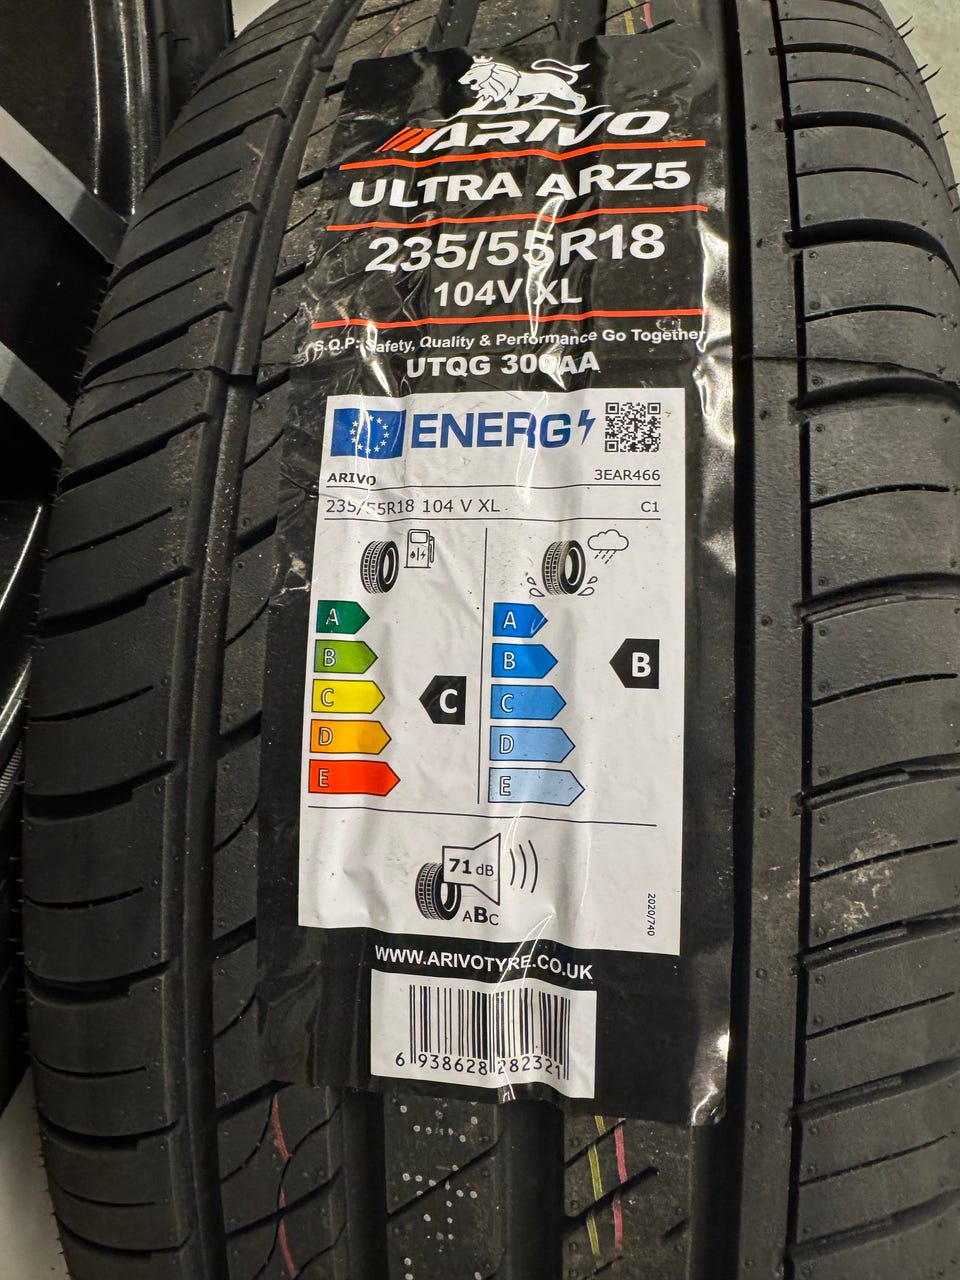 ARIVO
ULTRA ARZ5
235/55R18
104V XL
S.Q.P: Safety, Quality & Performance Go Together
UTQG 300AA
ENERG
ARIVO 3EAR466
235/55R18 104 V XL C1
A A
B B B
C C C
D D
E E
71 dB
ABC
2020/740
WWW.ARIVOTYRE.CO.UK
6 938628 282321